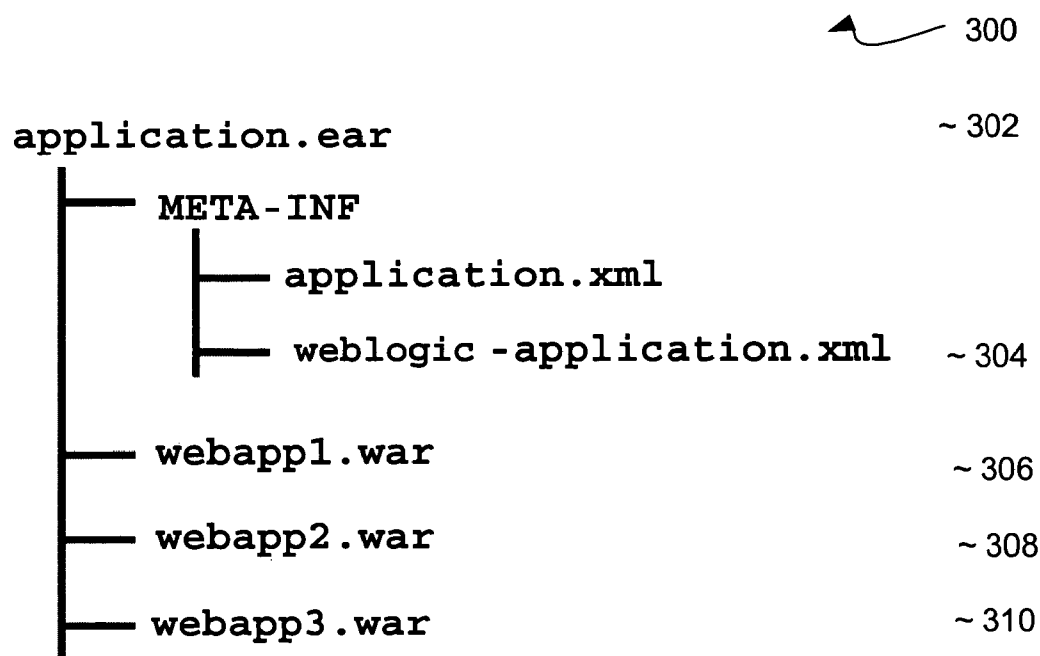 300
application.ear ~ 302
META-INF
application.xml
weblogic -application.xml ~ 304
webapp1.war ~ 306
webapp2.war ~ 308
webapp3.war ~ 310